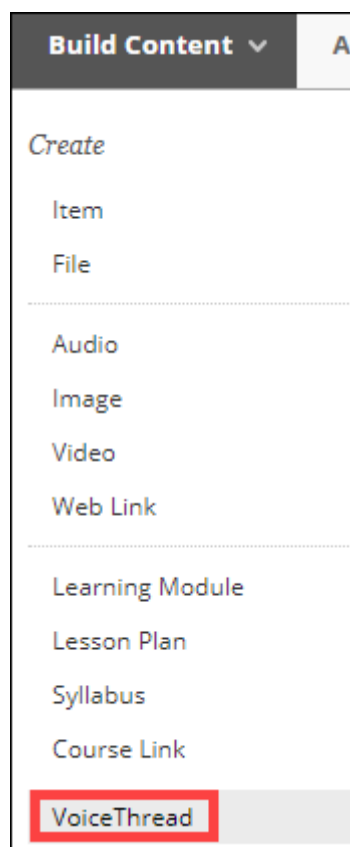 Build Content
A
Create
Item
File
Audio
Image
Video
Web Link
Learning Module
Lesson Plan
Syllabus
Course Link
VoiceThread